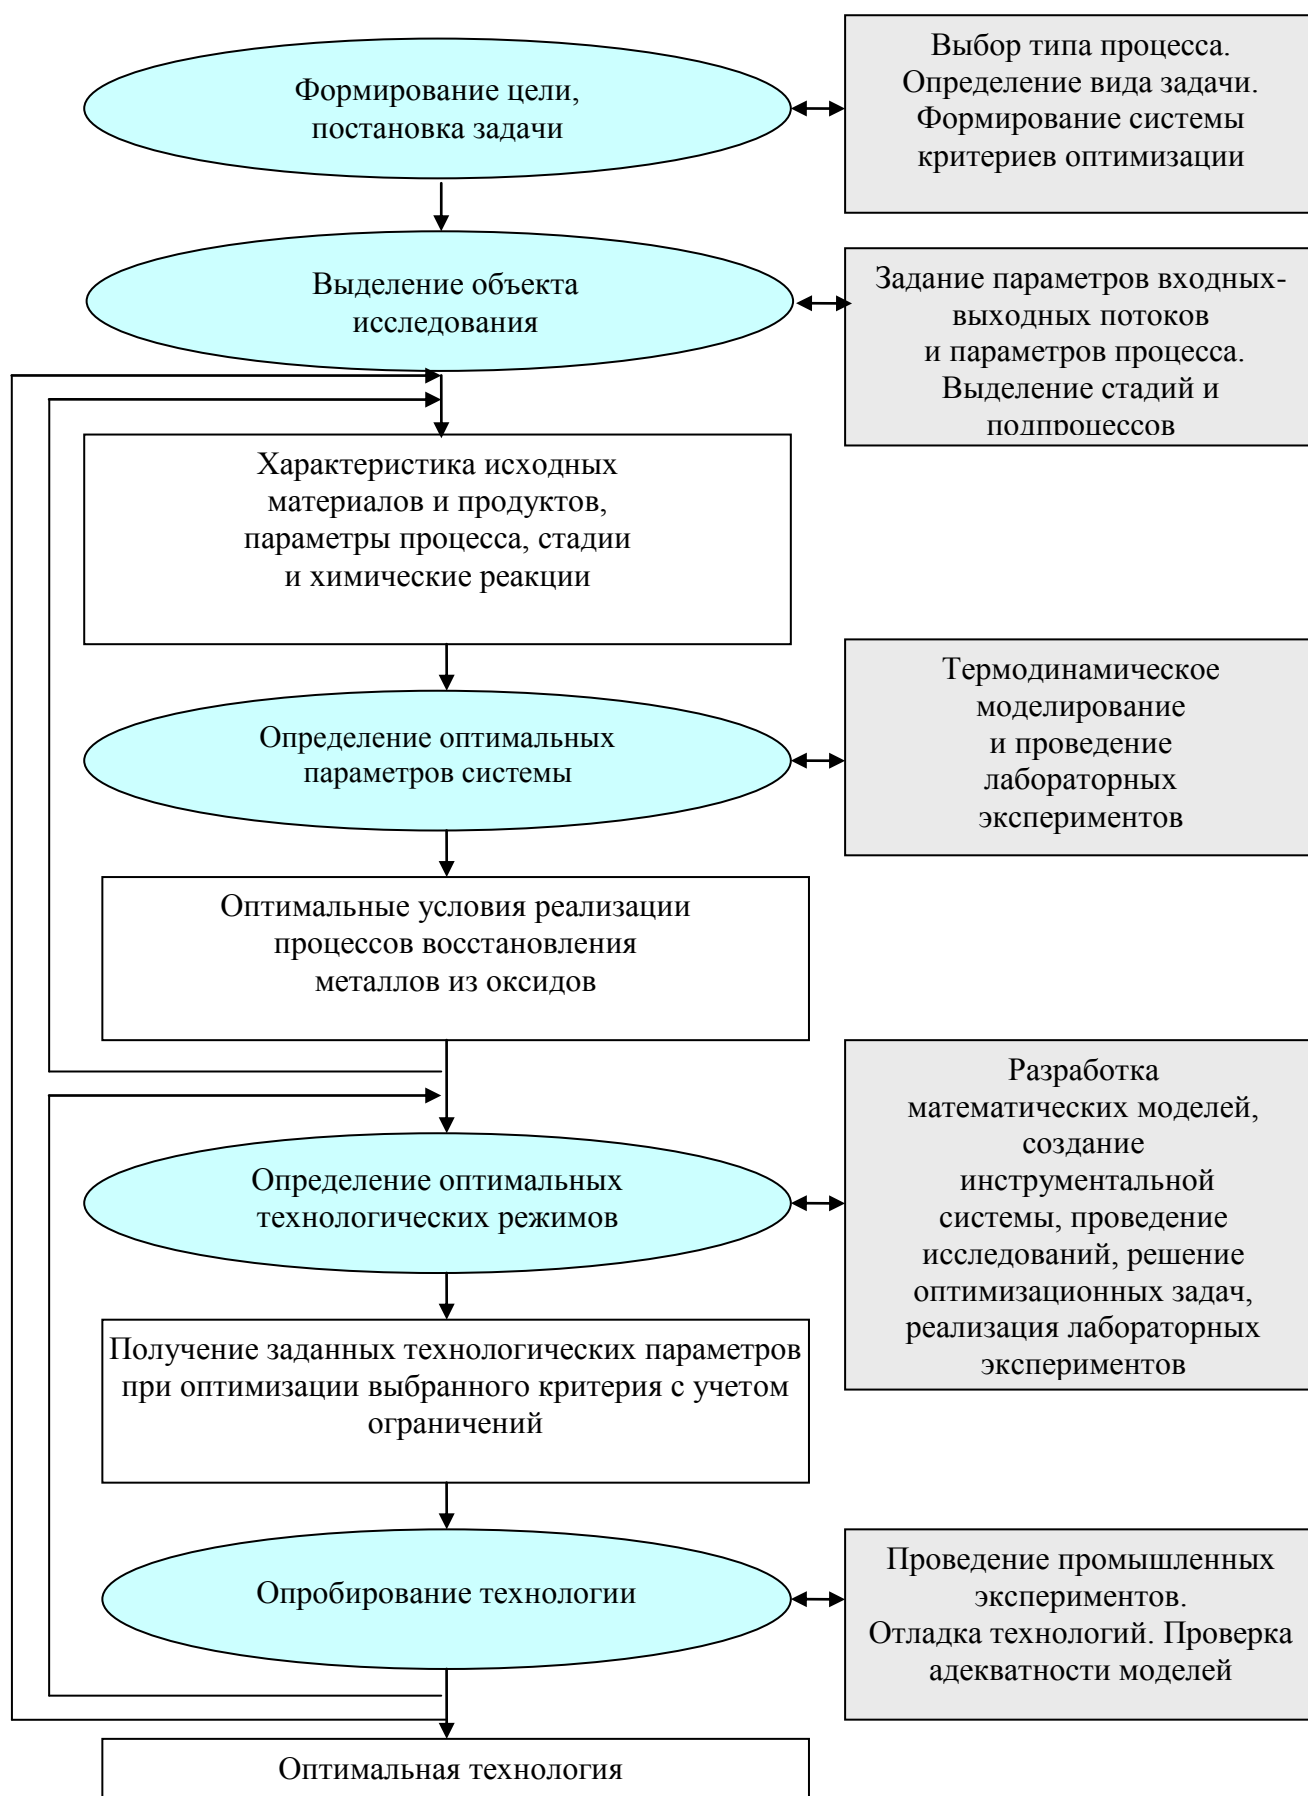 Формирование цели,
постановка задачи
Выбор типа процесса.
Определение вида задачи.
Формирование системы
критериев оптимизации
Выделение объекта
исследования
Задание параметров входных-
выходных потоков
и параметров процесса.
Выделение стадий и
подпроцессов
Характеристика исходных
материалов и продуктов,
параметры процесса, стадии
и химические реакции
Определение оптимальных
параметров системы
Термодинамическое
моделирование
и проведение
лабораторных
экспериментов
Оптимальные условия реализации
процессов восстановления
металлов из оксидов
Определение оптимальных
технологических режимов
Разработка
математических моделей,
создание
инструментальной
системы, проведение
исследований, решение
оптимизационных задач,
реализация лабораторных
экспериментов
Получение заданных технологических параметров
при оптимизации выбранного критерия с учетом
ограничений
Опробирование технологии
Проведение промышленных
экспериментов.
Отладка технологий. Проверка
адекватности моделей
Оптимальная технология